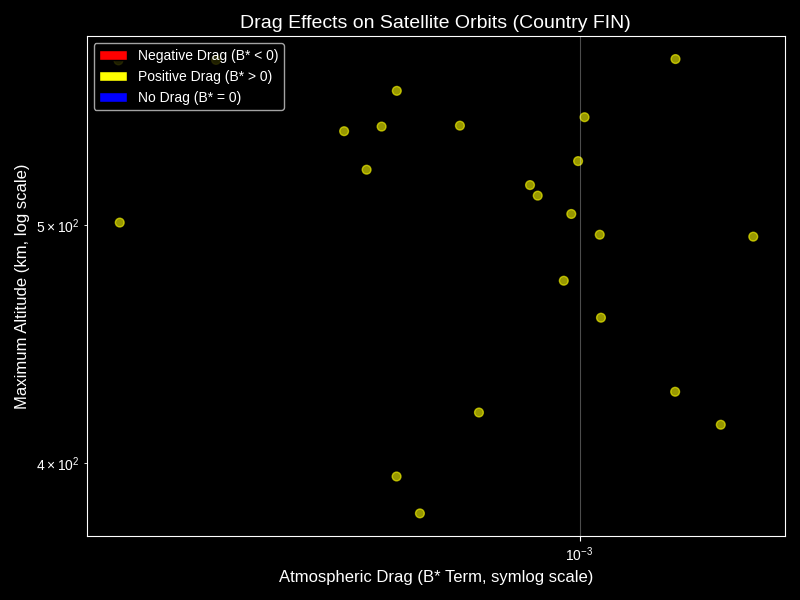 Drag Effects on Satellite Orbits (Country FIN)
Negative Drag (B* < 0)
Positive Drag (B* > 0)
No Drag (B* = 0)
Maximum Altitude (km, log scale)
5 × 10²
4 × 10²
10⁻³
Atmospheric Drag (B* Term, symlog scale)